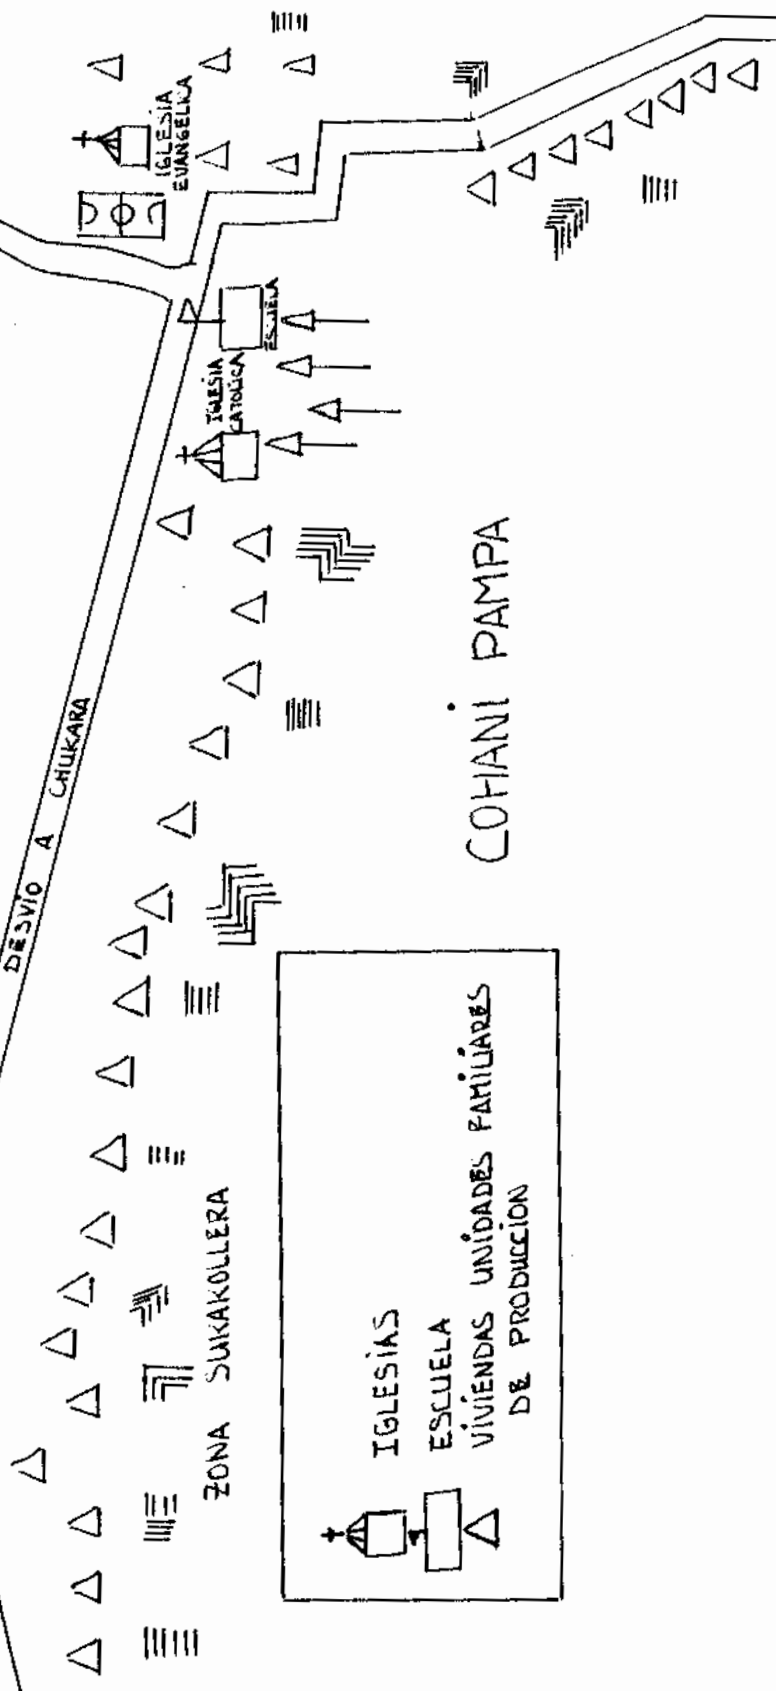 DESVIO A CHUKARA
IGLESIA
EVANGELICA
IGLESIA
CATOLICA
ESCUELA
COHANI PAMPA
ZONA SUKAKOLLERA
IGLESIAS
ESCUELA
VIVIENDAS UNIDADES FAMILIARES
DE PRODUCCION